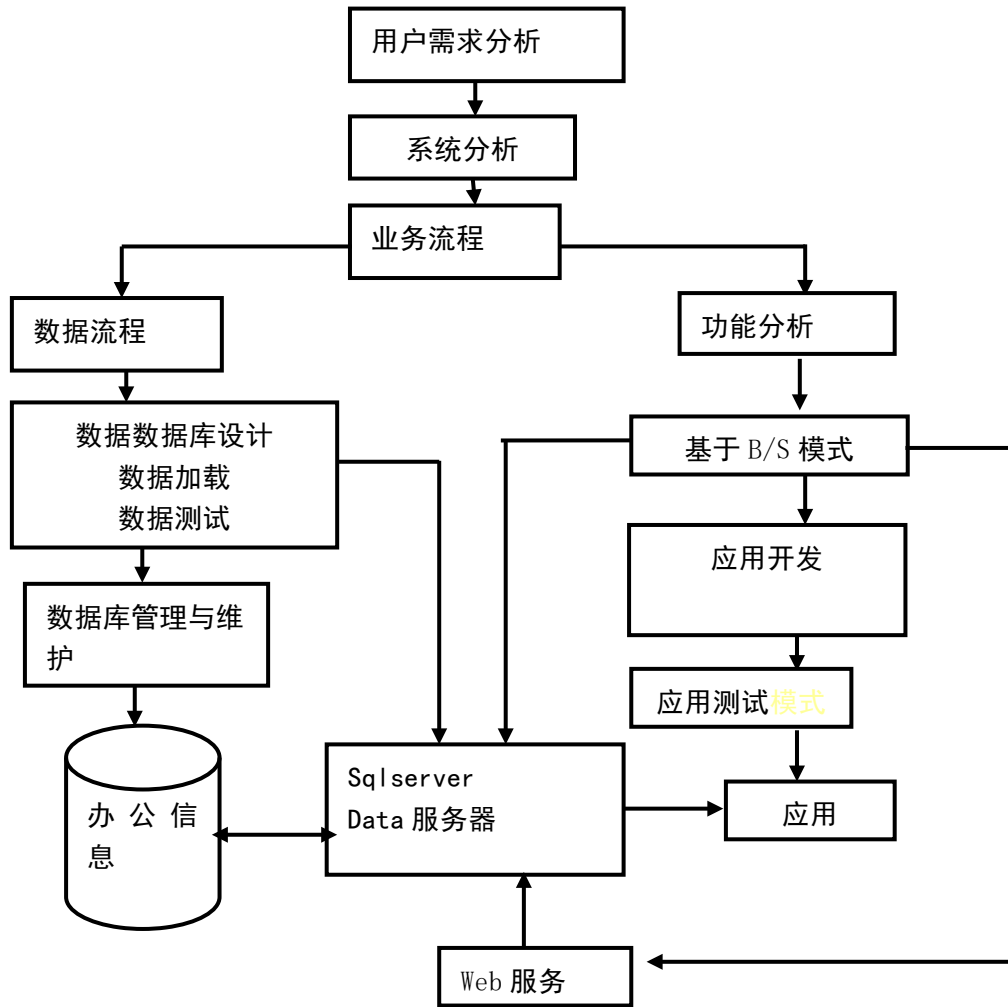 用户需求分析
系统分析
业务流程
数据流程
功能分析
数据数据库设计
数据加载
数据测试
基于 B/S 模式
应用开发
数据库管理与维
护
应用测试模式
Sqlserver
Data 服务器
应用
办 公 信
息
Web 服务